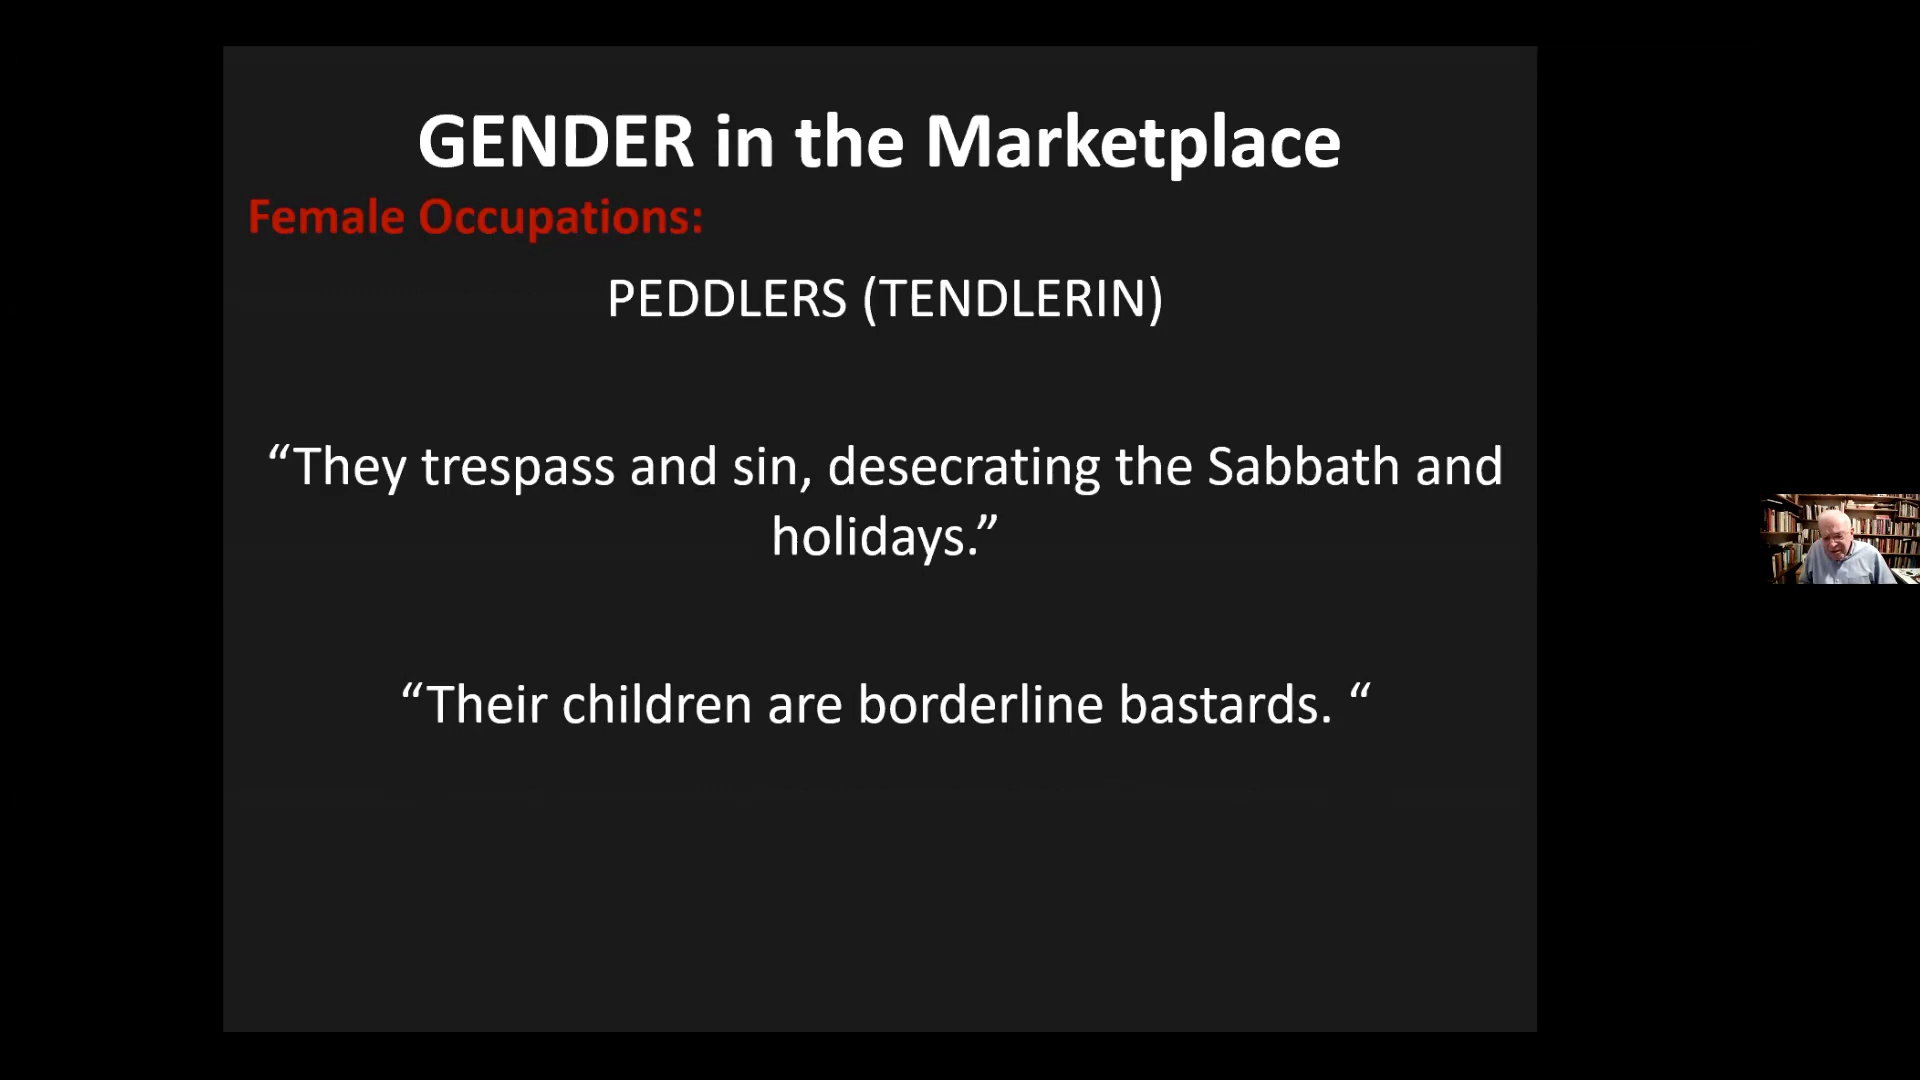 GENDER in the Marketplace
Female Occupations:
PEDDLERS (TENDLERIN)
“They trespass and sin, desecrating the Sabbath and
holidays.”
“Their children are borderline bastards. “